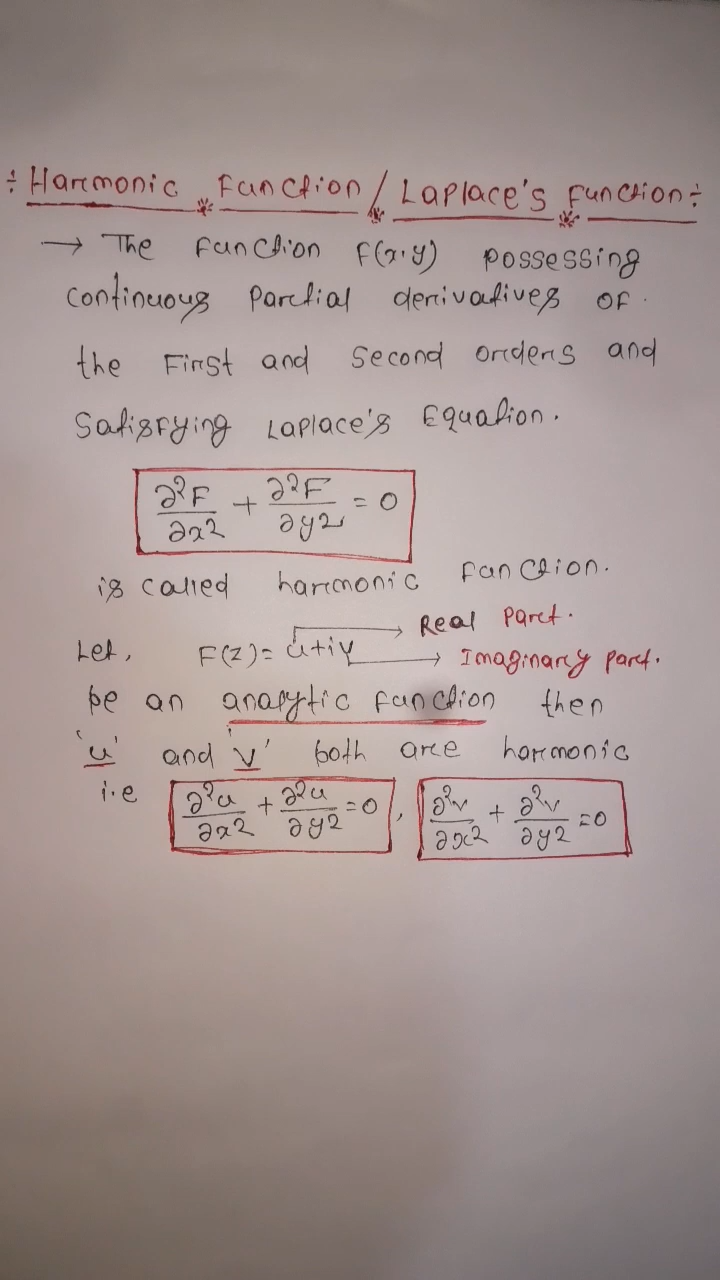 ÷ Harmonic Function / Laplace's Function ÷
→ The Function F(x,y) possessing
continuous Partial derivatives of
the First and Second orders and
Satisfying Laplace's Equation.
∂²F/∂x² + ∂²F/∂y² = 0
is called harmonic function.
→ Real Part.
Let, F(z) = u+iv → Imaginary part.
be an analytic function then
'u' and 'v' both are harmonic
i.e ∂²u/∂x² + ∂²u/∂y² = 0 , ∂²v/∂x² + ∂²v/∂y² = 0